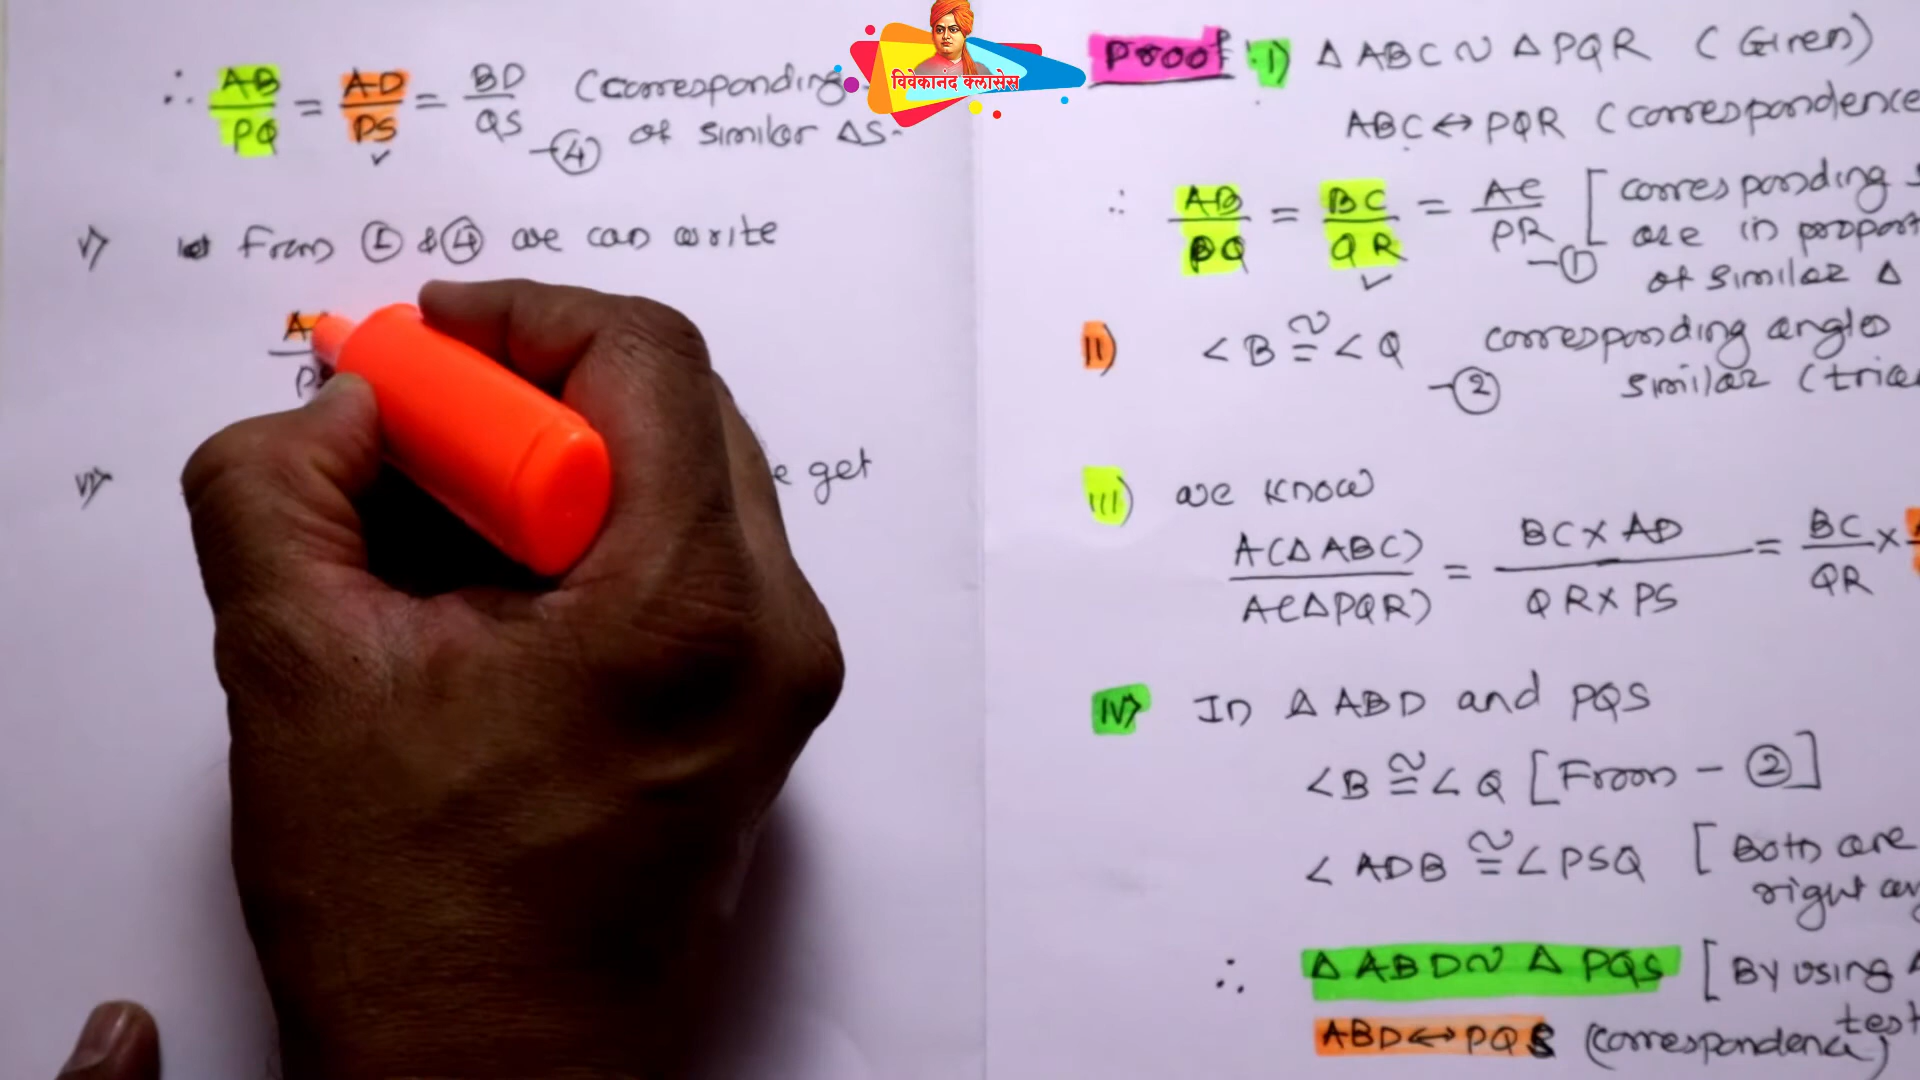 ∴ AB/PQ = AD/PS = BD/QS (corresponding
- ④ of similar ΔS.
v) From ① & ④ we can write
vi) get
विवेकानंद क्लासेस
Proof: i) Δ ABC ~ Δ PQR (Given)
ABC ↔ PQR (correspondence
∴ AB/PQ = BC/QR = AC/PR [corresponding
- ① are in propor
of similar Δ
ii) <B ≅ <Q corresponding angles
- ② similar (tria
iii) we know
A(Δ ABC)/A(Δ PQR) = BC × AD/QR × PS = BC/QR ×
iv) In Δ ABD and PQS
<B ≅ <Q [From - ②]
< ADB ≅ < PSQ [Both are
right an
∴ Δ ABD ~ Δ PQS [By using A
test
ABD ↔ PQS (correspondence)